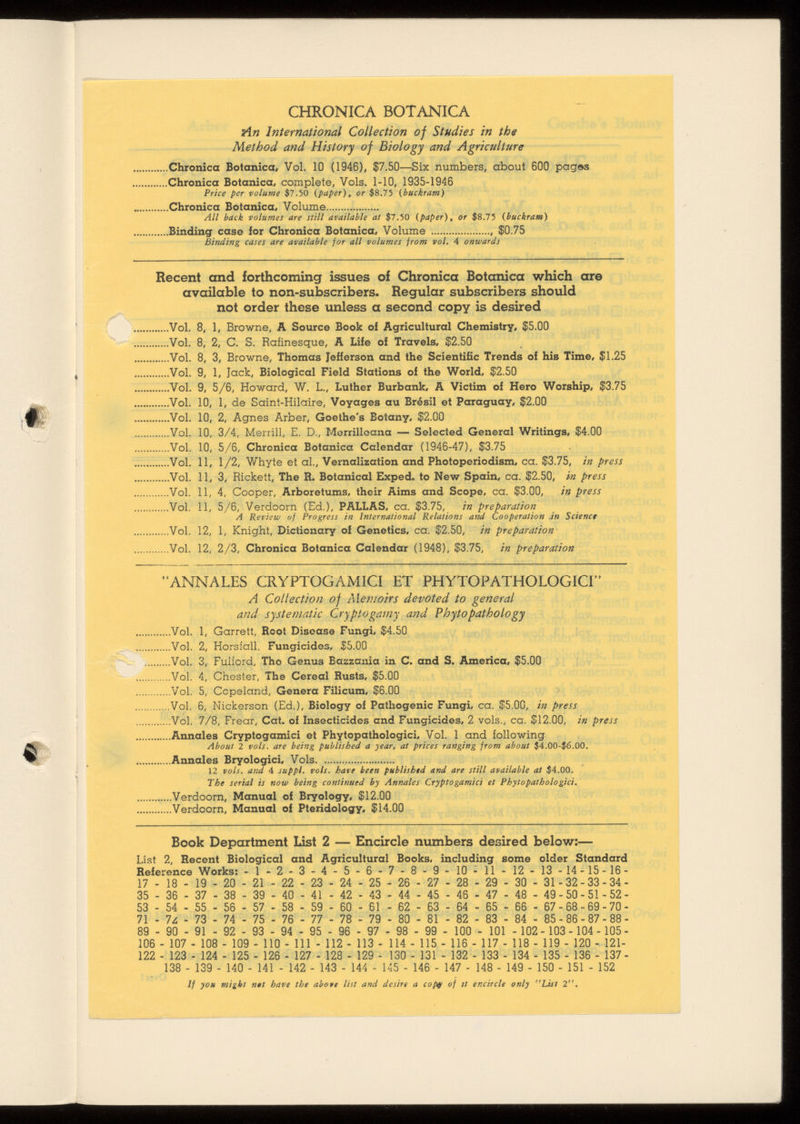 CHRONICA BOTANICA
An International Collection of Studies in the
Method and History of Biology and Agriculture
............Chronica Botanica, Vol. 10 (1946), $7.50—Six numbers, about 600 pages
............Chronica Botanica, complete, Vols. 1-10, 1935-1946
Price per volume $7.50 (paper), or $8.75 (buckram)
............Chronica Botanica, Volume..................
All back volumes are still available at $7.50 (paper), or $8.75 (buckram)
............Binding case for Chronica Botanica, Volume ...................., $0.75
Binding cases are available for all volumes from vol. 4 onwards
Recent and forthcoming issues of Chronica Botanica which are
available to non-subscribers. Regular subscribers should
not order these unless a second copy is desired
............Vol. 8, 1, Browne, A Source Book of Agricultural Chemistry, $5.00
............Vol. 8, 2, C. S. Rafinesque, A Life of Travels, $2.50
............Vol. 8, 3, Browne, Thomas Jefferson and the Scientific Trends of his Time, $1.25
............Vol. 9, 1, Jack, Biological Field Stations of the World, $2.50
............Vol. 9, 5/6, Howard, W. L., Luther Burbank, A Victim of Hero Worship, $3.75
............Vol. 10, 1, de Saint-Hilaire, Voyages au Brésil et Paraguay, $2.00
............Vol. 10, 2, Agnes Arber, Goethe's Botany, $2.00
............Vol. 10, 3/4, Merrill, E. D., Merrilleana — Selected General Writings, $4.00
............Vol. 10, 5/6, Chronica Botanica Calendar (1946-47), $3.75
............Vol. 11, 1/2, Whyte et al., Vernalization and Photoperiodism, ca. $3.75, in press
............Vol. 11, 3, Rickett, The R. Botanical Exped. to New Spain, ca. $2.50, in press
............Vol. 11, 4, Cooper, Arboretums, their Aims and Scope, ca. $3.00, in press
............Vol. 11, 5/6, Verdoorn (Ed.), PALLAS, ca. $3.75, in preparation
A Review of Progress in International Relations and Cooperation in Science
............Vol. 12, 1, Knight, Dictionary of Genetics, ca. $2.50, in preparation
............Vol. 12, 2/3, Chronica Botanica Calendar (1948), $3.75, in preparation
"ANNALES CRYPTOGAMICI ET PHYTOPATHOLOGICI"
A Collection of Memoirs devoted to general
and systematic Cryptogamy and Phytopathology
............Vol. 1, Garrett, Root Disease Fungi, $4.50
............Vol. 2, Horsfall, Fungicides, $5.00
.........Vol. 3, Fulford, The Genus Bazzania in C. and S. America, $5.00
............Vol. 4, Chester, The Cereal Rusts, $5.00
............Vol. 5, Copeland, Genera Filicum, $6.00
............Vol. 6, Nickerson (Ed.), Biology of Pathogenic Fungi, ca. $5.00, in press
............Vol. 7/8, Frear, Cat. of Insecticides and Fungicides, 2 vols., ca. $12.00, in press
............Annales Cryptogamici et Phytopathologici, Vol. 1 and following
About 2 vols. are being published a year, at prices ranging from about $4.00-$6.00.
............Annales Bryologici, Vols. .........................
12 vols. and 4 suppl. vols. have been published and are still available at $4.00.
The serial is now being continued by Annales Cryptogamici et Phytopathologici.
............Verdoorn, Manual of Bryology, $12.00
............Verdoorn, Manual of Pteridology, $14.00
Book Department List 2 — Encircle numbers desired below:—
List 2, Recent Biological and Agricultural Books, including some older Standard
Reference Works: - 1 - 2 - 3 - 4 - 5 - 6 - 7 - 8 - 9 - 10 - 11 - 12 - 13 - 14 - 15 - 16 -
17 - 18 - 19 - 20 - 21 - 22 - 23 - 24 - 25 - 26 - 27 - 28 - 29 - 30 - 31 - 32 - 33 - 34 -
35 - 36 - 37 - 38 - 39 - 40 - 41 - 42 - 43 - 44 - 45 - 46 - 47 - 48 - 49 - 50 - 51 - 52 -
53 - 54 - 55 - 56 - 57 - 58 - 59 - 60 - 61 - 62 - 63 - 64 - 65 - 66 - 67 - 68 - 69 - 70 -
71 - 72 - 73 - 74 - 75 - 76 - 77 - 78 - 79 - 80 - 81 - 82 - 83 - 84 - 85 - 86 - 87 - 88 -
89 - 90 - 91 - 92 - 93 - 94 - 95 - 96 - 97 - 98 - 99 - 100 - 101 - 102 - 103 - 104 - 105 -
106 - 107 - 108 - 109 - 110 - 111 - 112 - 113 - 114 - 115 - 116 - 117 - 118 - 119 - 120 - 121-
122 - 123 - 124 - 125 - 126 - 127 - 128 - 129 - 130 - 131 - 132 - 133 - 134 - 135 - 136 - 137 -
138 - 139 - 140 - 141 - 142 - 143 - 144 - 145 - 146 - 147 - 148 - 149 - 150 - 151 - 152
If you might not have the above list and desire a copy of it encircle only "List 2".